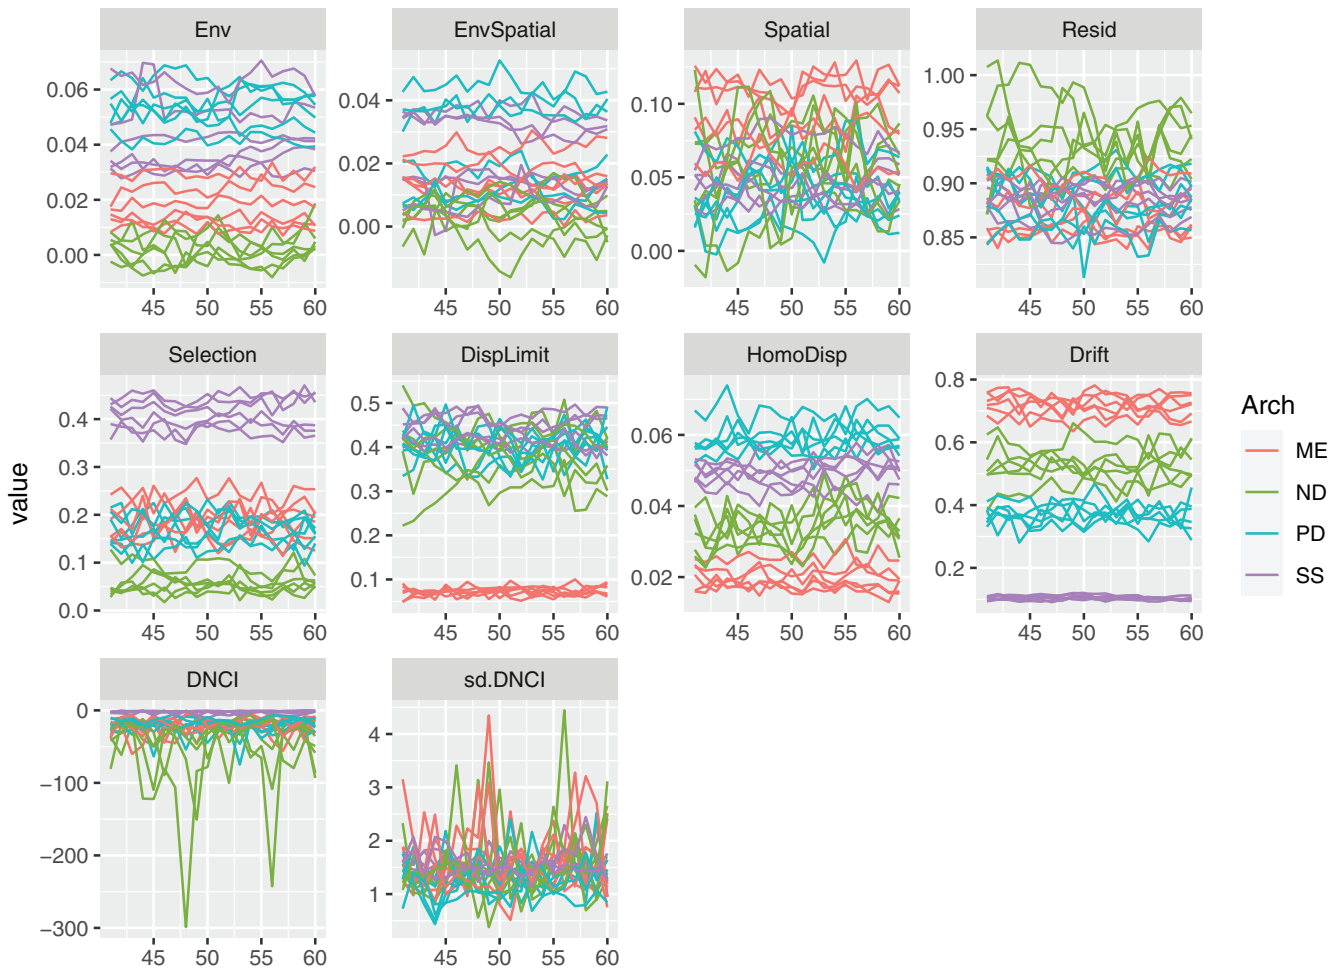 Env EnvSpatial Spatial Resid
0.06 0.04 0.10 1.00
0.04 0.02 0.05 0.95
0.02 0.00 0.00 0.90
0.00 0.85
45 50 55 60 45 50 55 60 45 50 55 60 45 50 55 60
Selection DispLimit HomoDisp Drift
0.4 0.5 0.06 0.8
0.3 0.4 0.04 0.6
0.2 0.3 0.02 0.4
0.1 0.1 0.2
0.0
45 50 55 60 45 50 55 60 45 50 55 60 45 50 55 60
value
Arch
ME
ND
PD
SS
DNCI sd.DNCI
0 4
−100 3
−200 2
−300 1
45 50 55 60 45 50 55 60